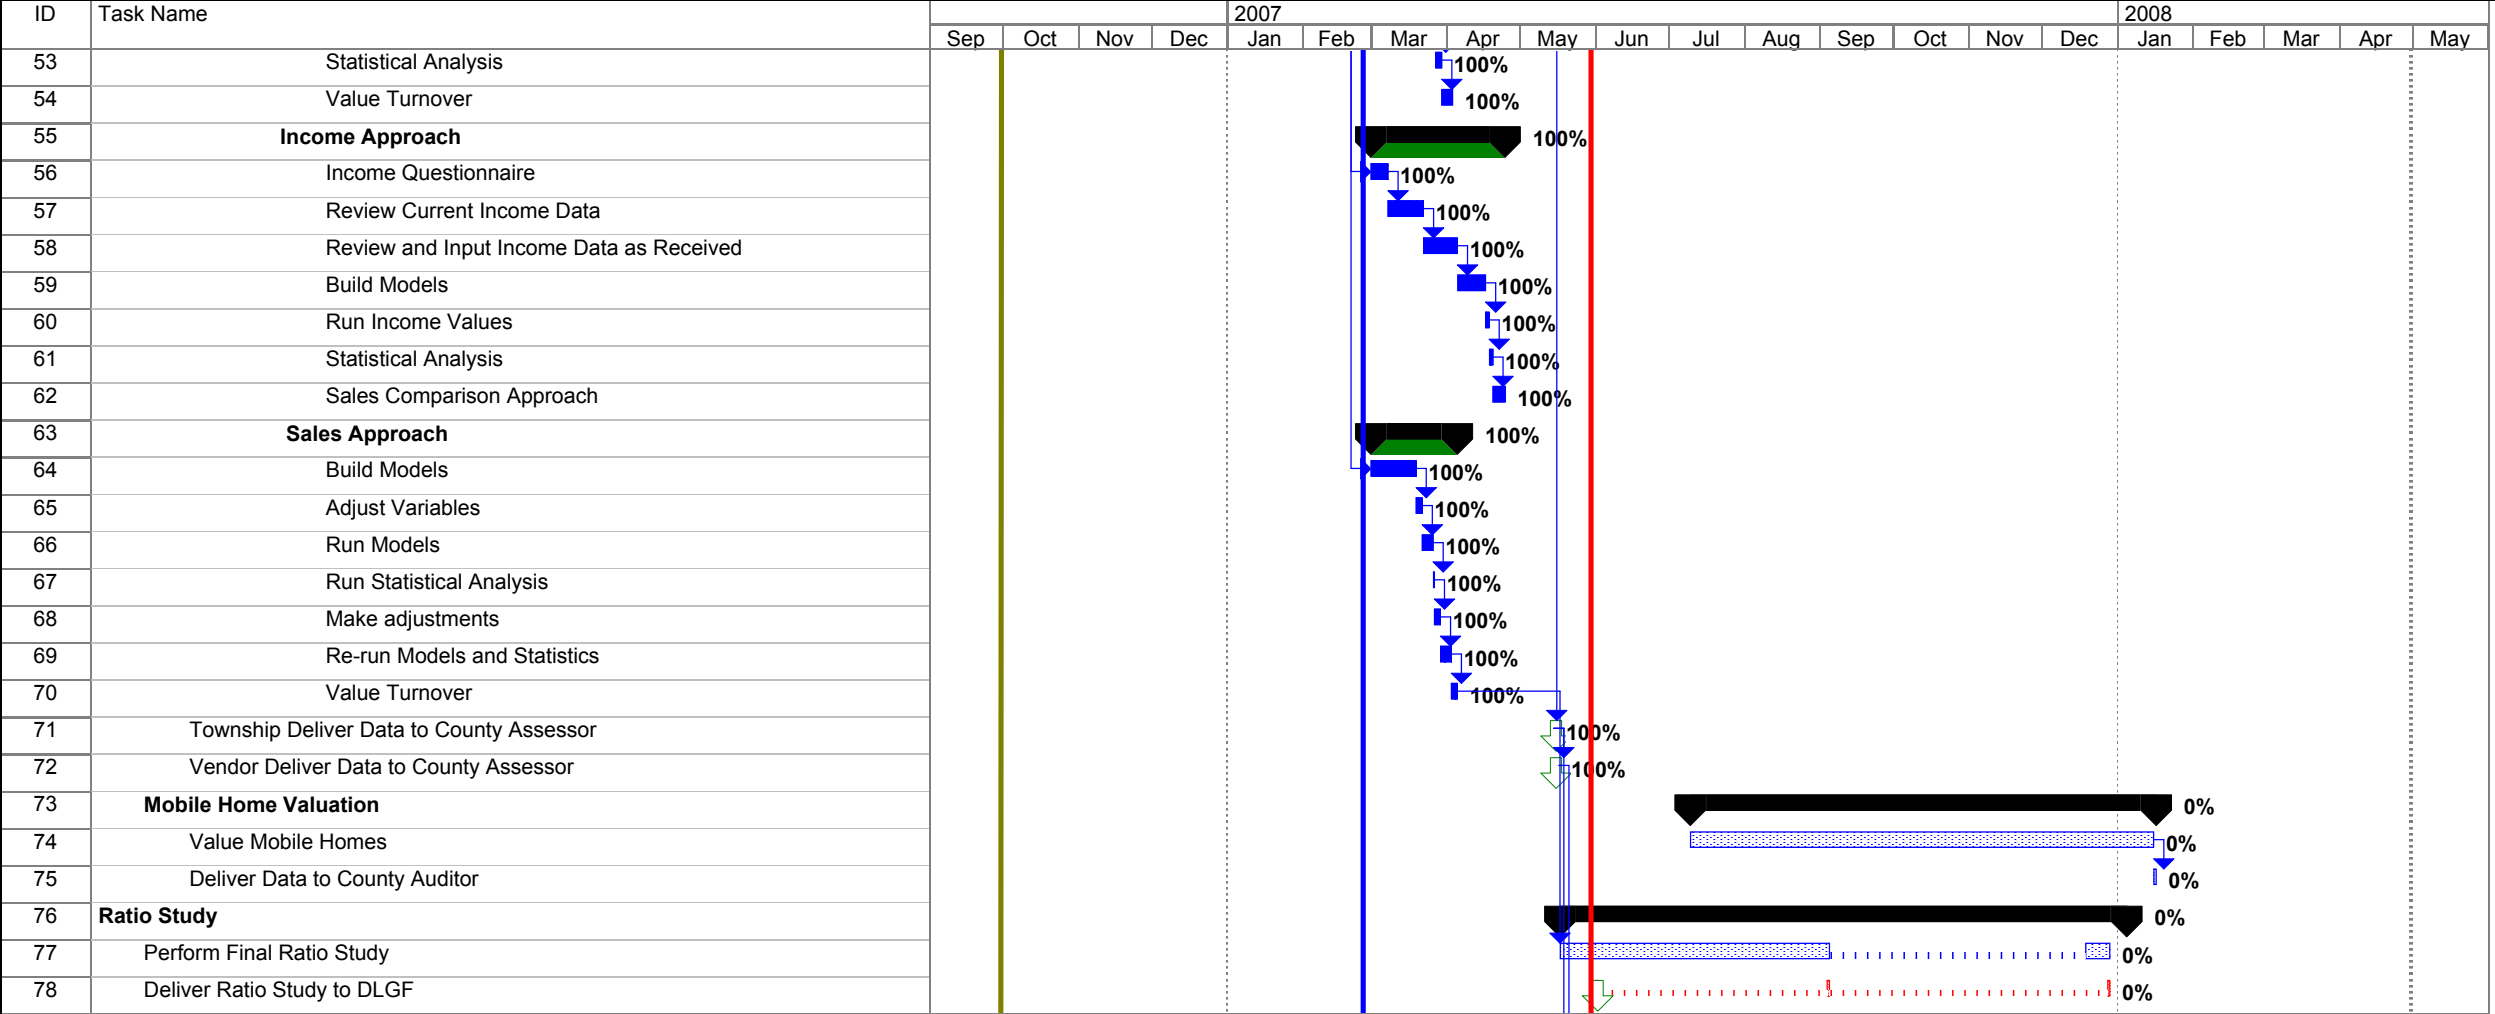 ID Task Name 2007 2008
Sep Oct Nov Dec Jan Feb Mar Apr May Jun Jul Aug Sep Oct Nov Dec Jan Feb Mar Apr May
53 Statistical Analysis 100%
54 Value Turnover 100%
55 Income Approach 100%
56 Income Questionnaire 100%
57 Review Current Income Data 100%
58 Review and Input Income Data as Received 100%
59 Build Models 100%
60 Run Income Values 100%
61 Statistical Analysis 100%
62 Sales Comparison Approach 100%
63 Sales Approach 100%
64 Build Models 100%
65 Adjust Variables 100%
66 Run Models 100%
67 Run Statistical Analysis 100%
68 Make adjustments 100%
69 Re-run Models and Statistics 100%
70 Value Turnover 100%
71 Township Deliver Data to County Assessor 100%
72 Vendor Deliver Data to County Assessor 100%
73 Mobile Home Valuation 0%
74 Value Mobile Homes 0%
75 Deliver Data to County Auditor 0%
76 Ratio Study 0%
77 Perform Final Ratio Study 0%
78 Deliver Ratio Study to DLGF 0%